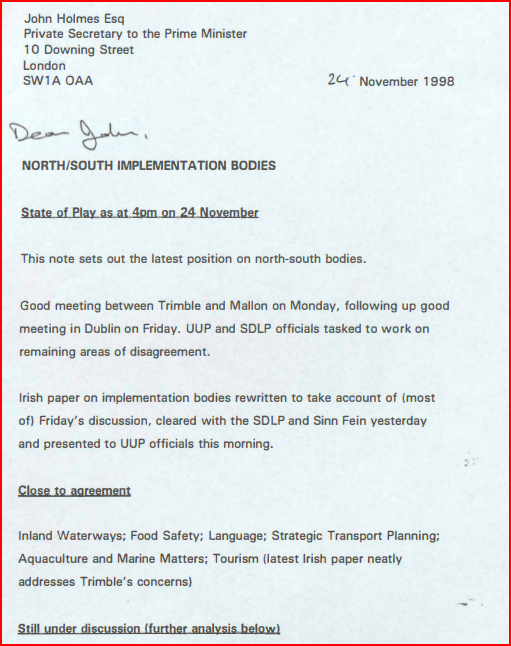 John Holmes Esq
Private Secretary to the Prime Minister
10 Downing Street
London
SW1A OAA
24 November 1998
Dear John,
NORTH/SOUTH IMPLEMENTATION BODIES
State of Play as at 4pm on 24 November
This note sets out the latest position on north-south bodies.
Good meeting between Trimble and Mallon on Monday, following up good
meeting in Dublin on Friday. UUP and SDLP officials tasked to work on
remaining areas of disagreement.
Irish paper on implementation bodies rewritten to take account of (most
of) Friday's discussion, cleared with the SDLP and Sinn Fein yesterday
and presented to UUP officials this morning.
Close to agreement
Inland Waterways; Food Safety; Language; Strategic Transport Planning;
Aquaculture and Marine Matters; Tourism (latest Irish paper neatly
addresses Trimble's concerns)
Still under discussion (further analysis below)